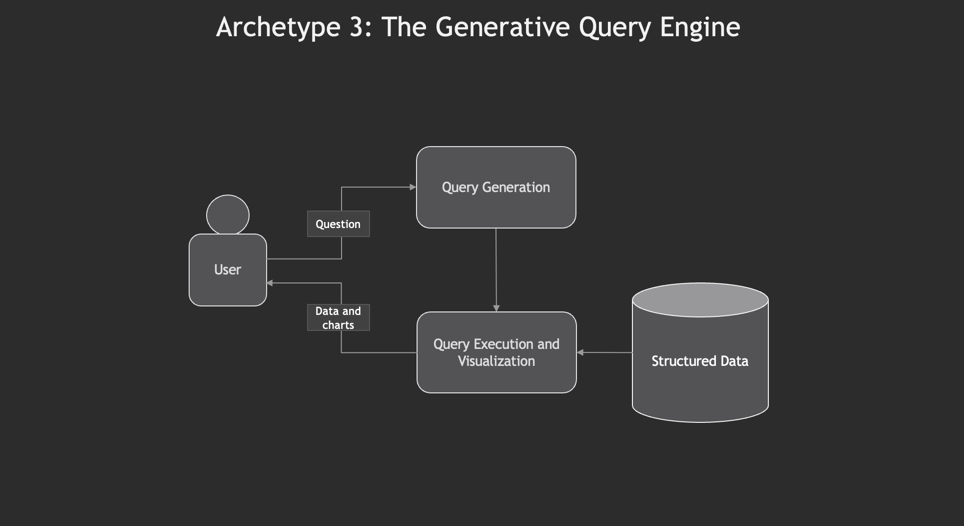 Archetype 3: The Generative Query Engine
Query Generation
Question
User
Data and
charts
Query Execution and
Visualization
Structured Data